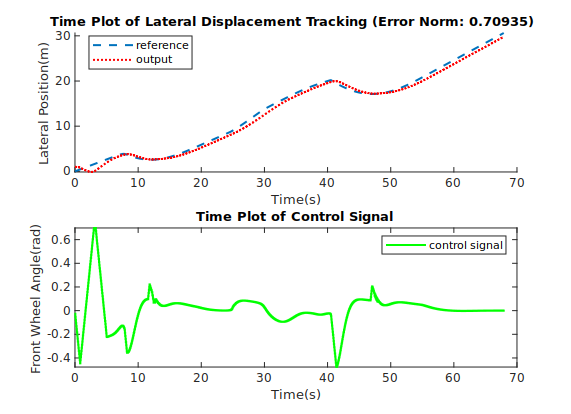 Time Plot of Lateral Displacement Tracking (Error Norm: 0.70935)
30
20
10
0
Lateral Position(m)
reference
output
0 10 20 30 40 50 60 70
Time(s)
Time Plot of Control Signal
0.6
0.4
0.2
0
-0.2
-0.4
Front Wheel Angle(rad)
control signal
0 10 20 30 40 50 60 70
Time(s)